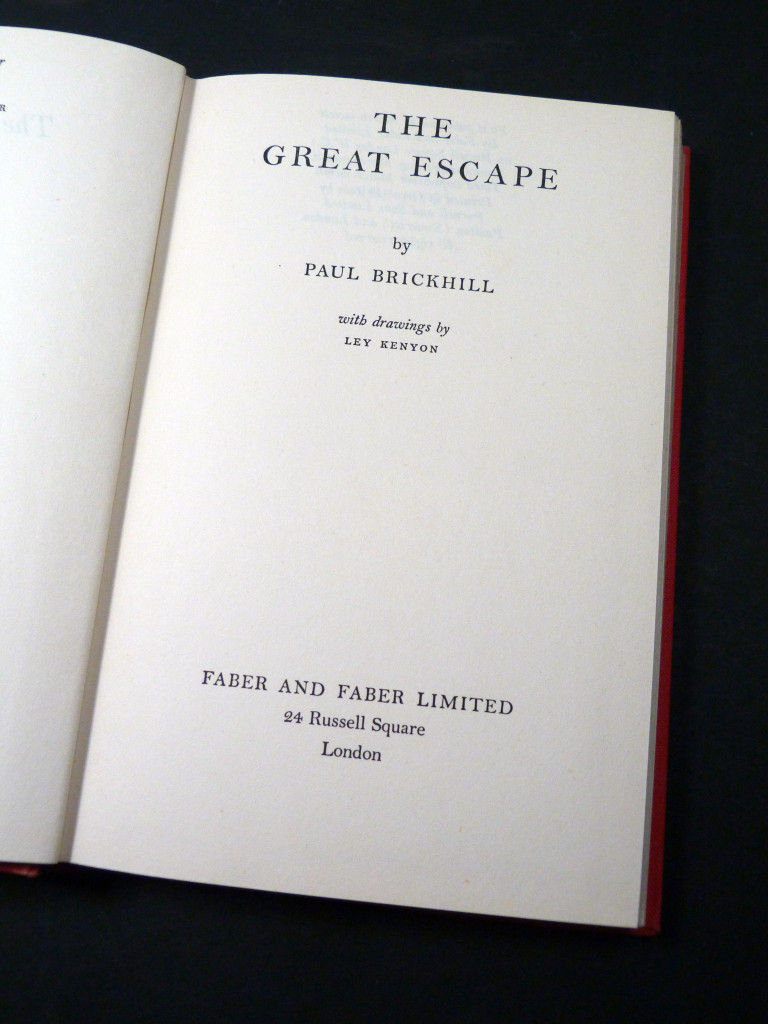 THE
GREAT ESCAPE
by
PAUL BRICKHILL
with drawings by
LEY KENYON
FABER AND FABER LIMITED
24 Russell Square
London